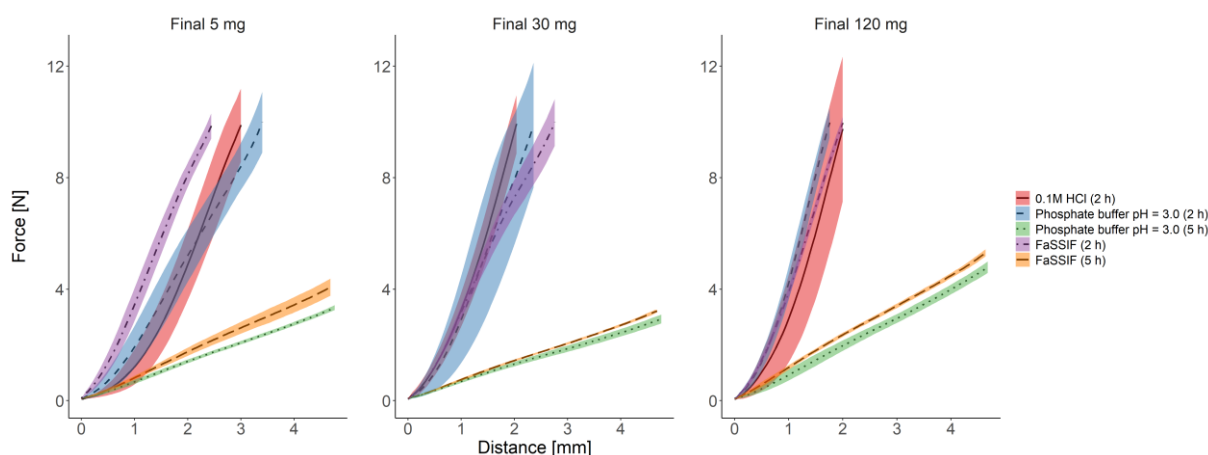 Final 5 mg
Final 30 mg
Final 120 mg
Force [N]
12
8
4
0
12
8
4
0
12
8
4
0
0 1 2 3 4
0 1 2 3 4
0 1 2 3 4
Distance [mm]
0.1M HCl (2 h)
Phosphate buffer pH = 3.0 (2 h)
Phosphate buffer pH = 3.0 (5 h)
FaSSIF (2 h)
FaSSIF (5 h)